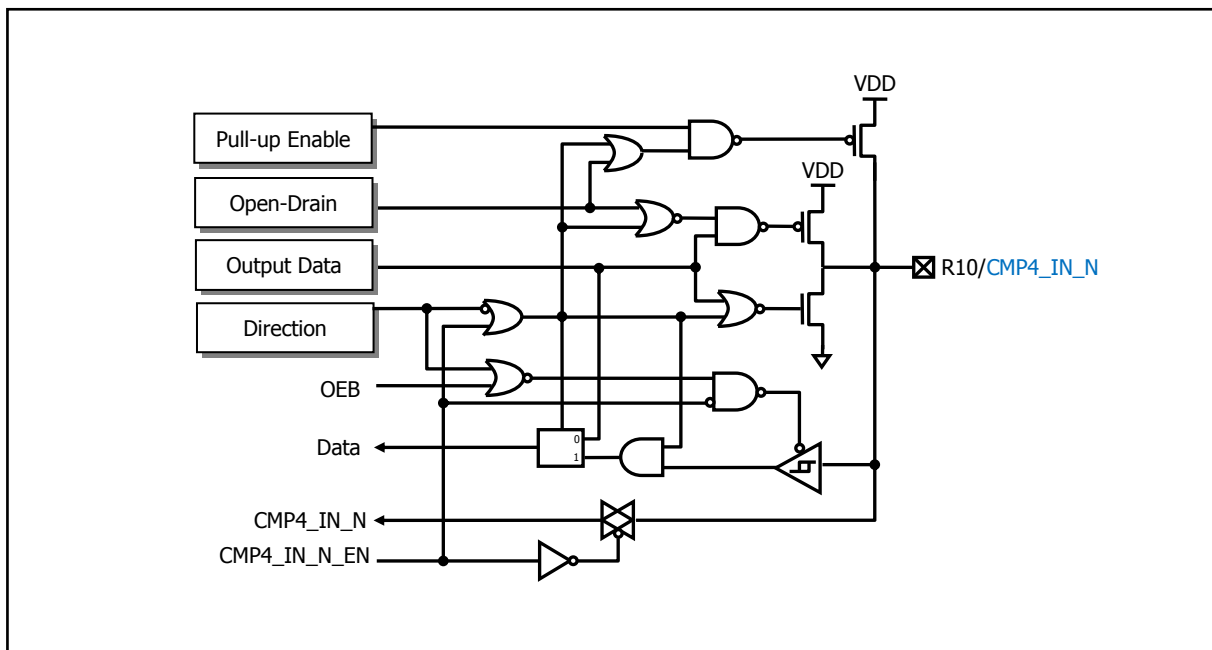 VDD
Pull-up Enable
VDD
Open-Drain
Output Data
R10/CMP4_IN_N
Direction
OEB
0
Data
1
CMP4_IN_N
CMP4_IN_N_EN